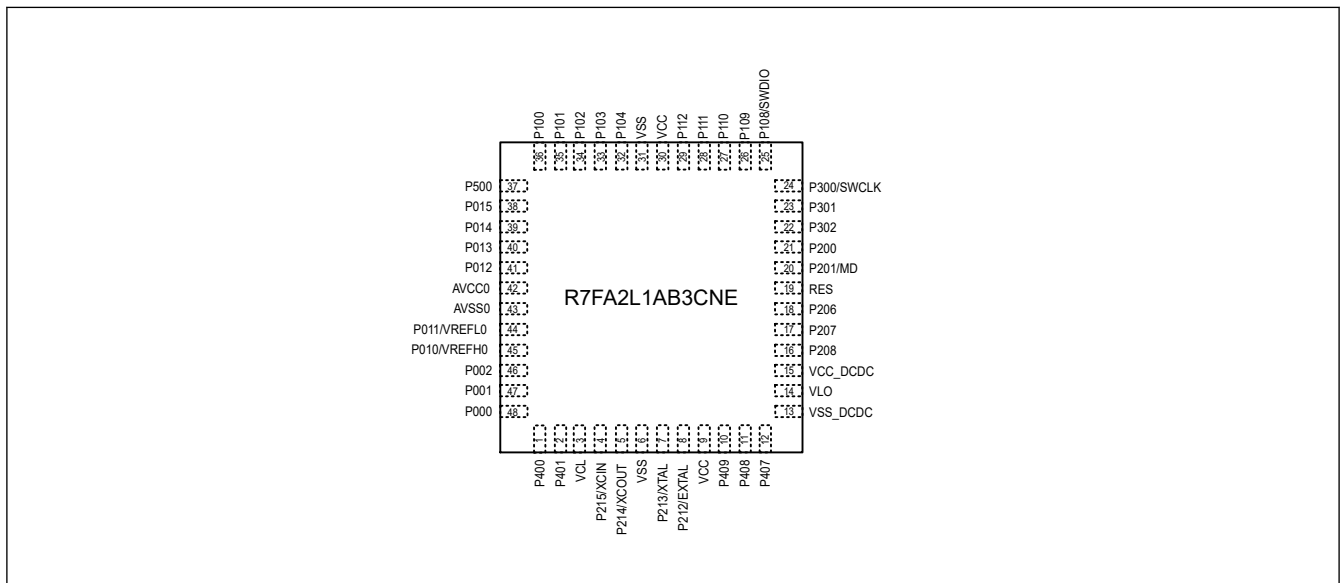 P100
P101
P102
P103
P104
VSS
VCC
P112
P111
P110
P109
P108/SWDIO
36
35
34
33
32
31
30
29
28
27
26
25
P500 37
P015 38
P014 39
P013 40
P012 41
AVCC0 42
AVSS0 43
P011/VREFL0 44
P010/VREFH0 45
P002 46
P001 47
P000 48
R7FA2L1AB3CNE
24 P300/SWCLK
23 P301
22 P302
21 P200
20 P201/MD
19 RES
18 P206
17 P207
16 P208
15 VCC_DCDC
14 VLO
13 VSS_DCDC
1
2
3
4
5
6
7
8
9
10
11
12
P400
P401
VCL
P215/XCIN
P214/XCOUT
VSS
P213/XTAL
P212/EXTAL
VCC
P409
P408
P407